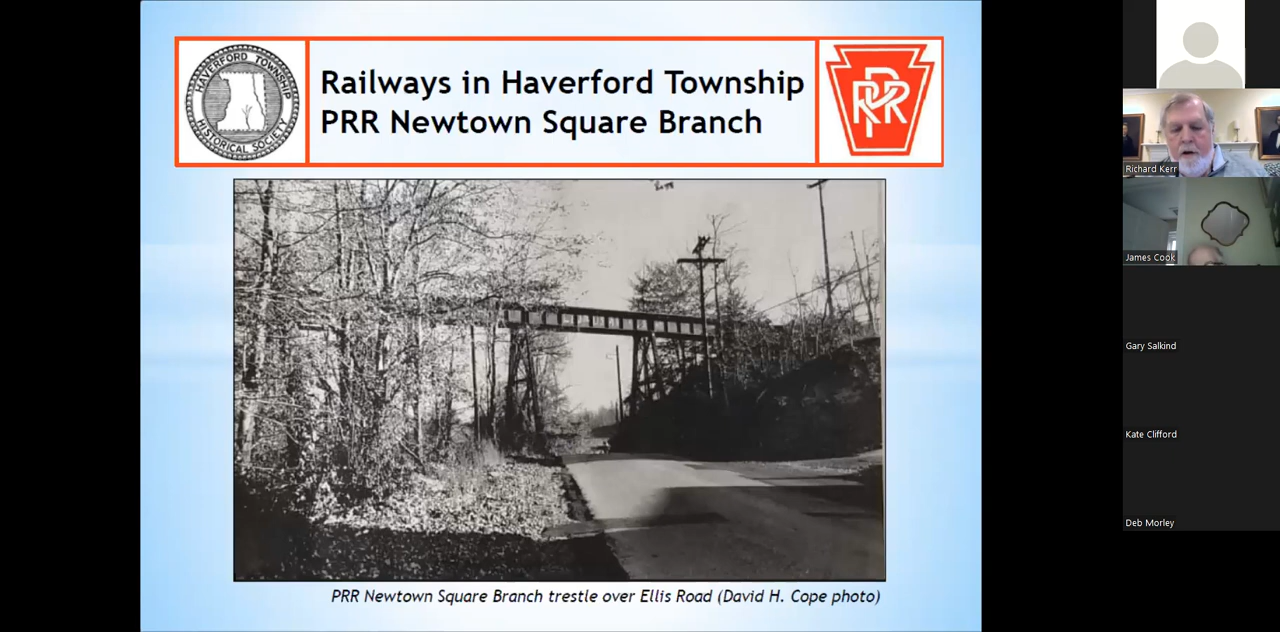 HAVERFORD TOWNSHIP
HISTORICAL SOCIETY
Railways in Haverford Township
PRR Newtown Square Branch
PRR
PRR Newtown Square Branch trestle over Ellis Road (David H. Cope photo)
Richard Kerr
James Cook
Gary Salkind
Kate Clifford
Deb Morley